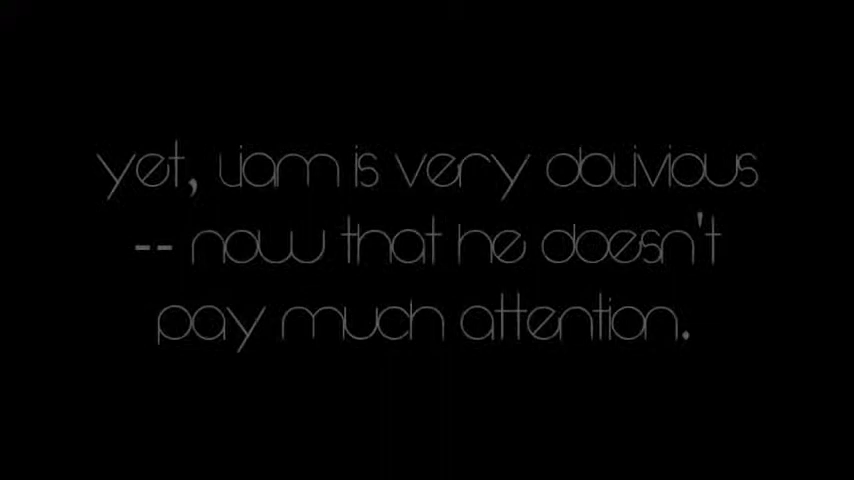 yet, liam is very oblivious
-- now that he doesn't
pay much attention.